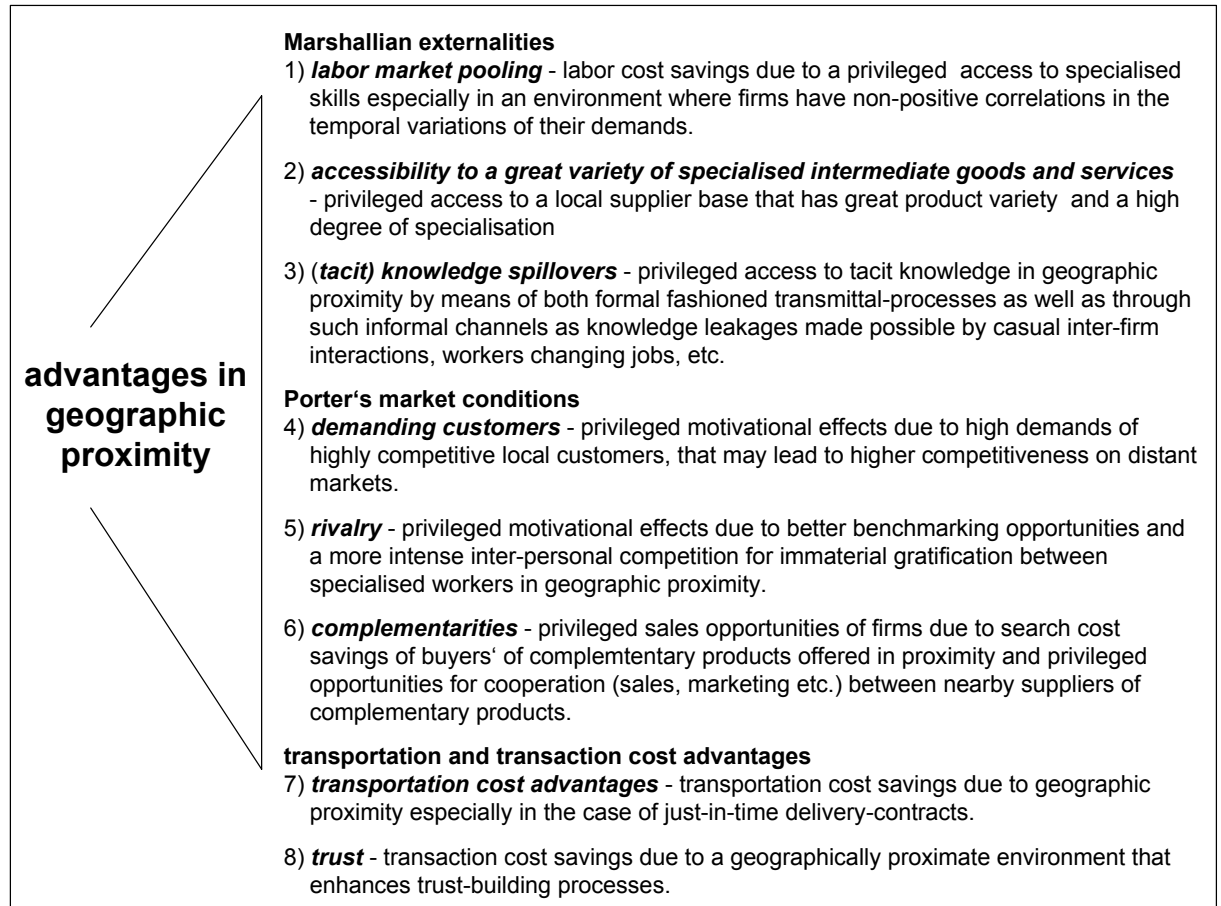 advantages in
geographic
proximity
Marshallian externalities
1) labor market pooling - labor cost savings due to a privileged access to specialised
skills especially in an environment where firms have non-positive correlations in the
temporal variations of their demands.
2) accessibility to a great variety of specialised intermediate goods and services
- privileged access to a local supplier base that has great product variety and a high
degree of specialisation
3) (tacit) knowledge spillovers - privileged access to tacit knowledge in geographic
proximity by means of both formal fashioned transmittal-processes as well as through
such informal channels as knowledge leakages made possible by casual inter-firm
interactions, workers changing jobs, etc.
Porter‘s market conditions
4) demanding customers - privileged motivational effects due to high demands of
highly competitive local customers, that may lead to higher competitiveness on distant
markets.
5) rivalry - privileged motivational effects due to better benchmarking opportunities and
a more intense inter-personal competition for immaterial gratification between
specialised workers in geographic proximity.
6) complementarities - privileged sales opportunities of firms due to search cost
savings of buyers‘ of complemtentary products offered in proximity and privileged
opportunities for cooperation (sales, marketing etc.) between nearby suppliers of
complementary products.
transportation and transaction cost advantages
7) transportation cost advantages - transportation cost savings due to geographic
proximity especially in the case of just-in-time delivery-contracts.
8) trust - transaction cost savings due to a geographically proximate environment that
enhances trust-building processes.